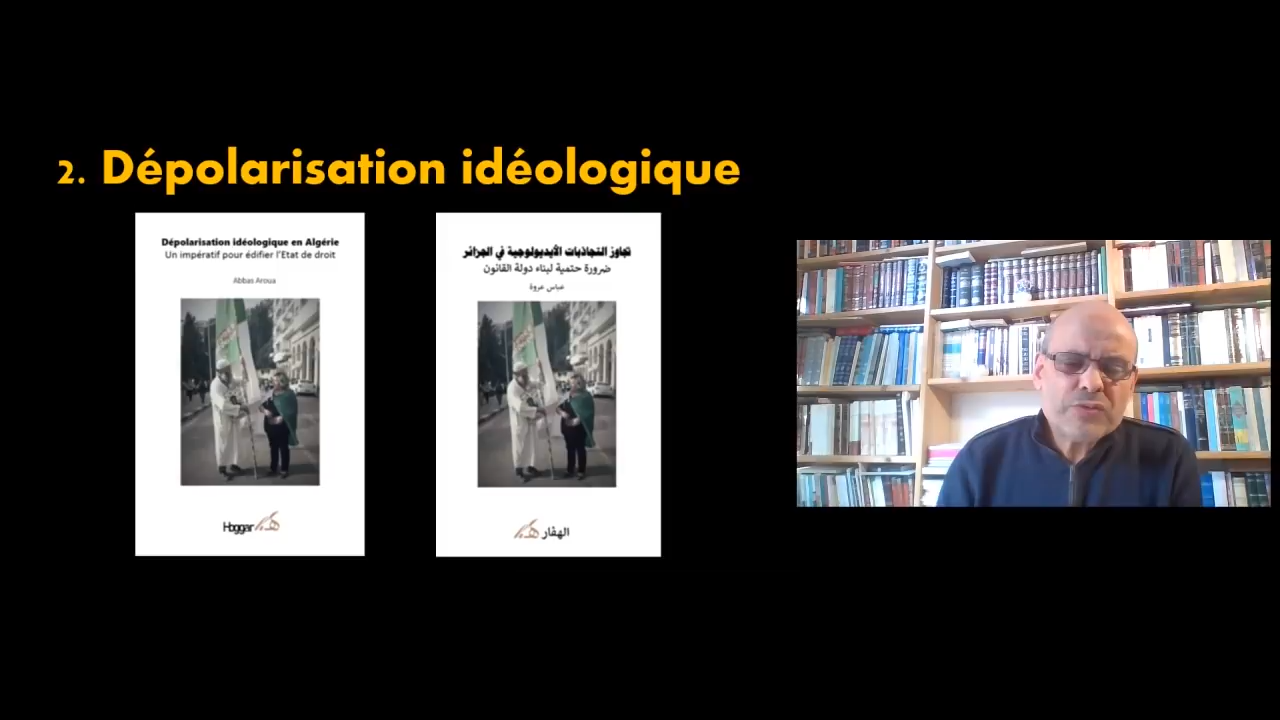 2. Dépolarisation idéologique
Dépolarisation idéologique en Algérie
Un impératif pour édifier l'Etat de droit
Abbas Aroua
Hoggar
تجاوز التجاذبات الأيديولوجية في الجزائر
ضرورة حتمية لبناء دولة القانون
عباس عروة
الهڤار